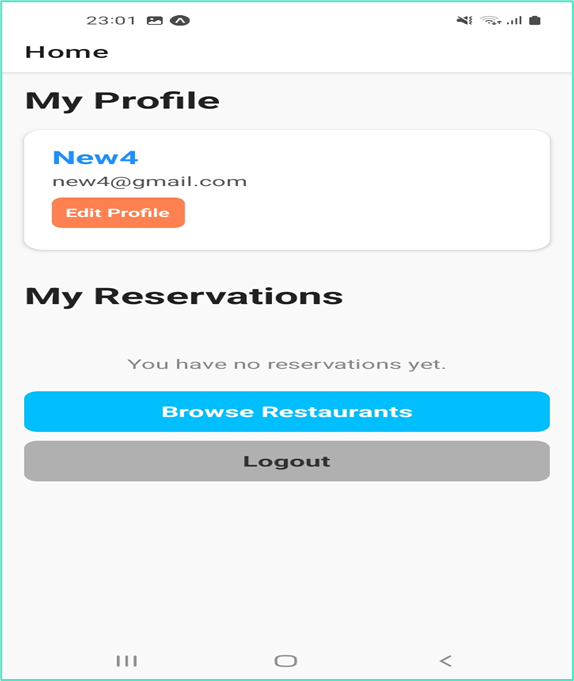 23:01
Home
My Profile
New4
new4@gmail.com
Edit Profile
My Reservations
You have no reservations yet.
Browse Restaurants
Logout